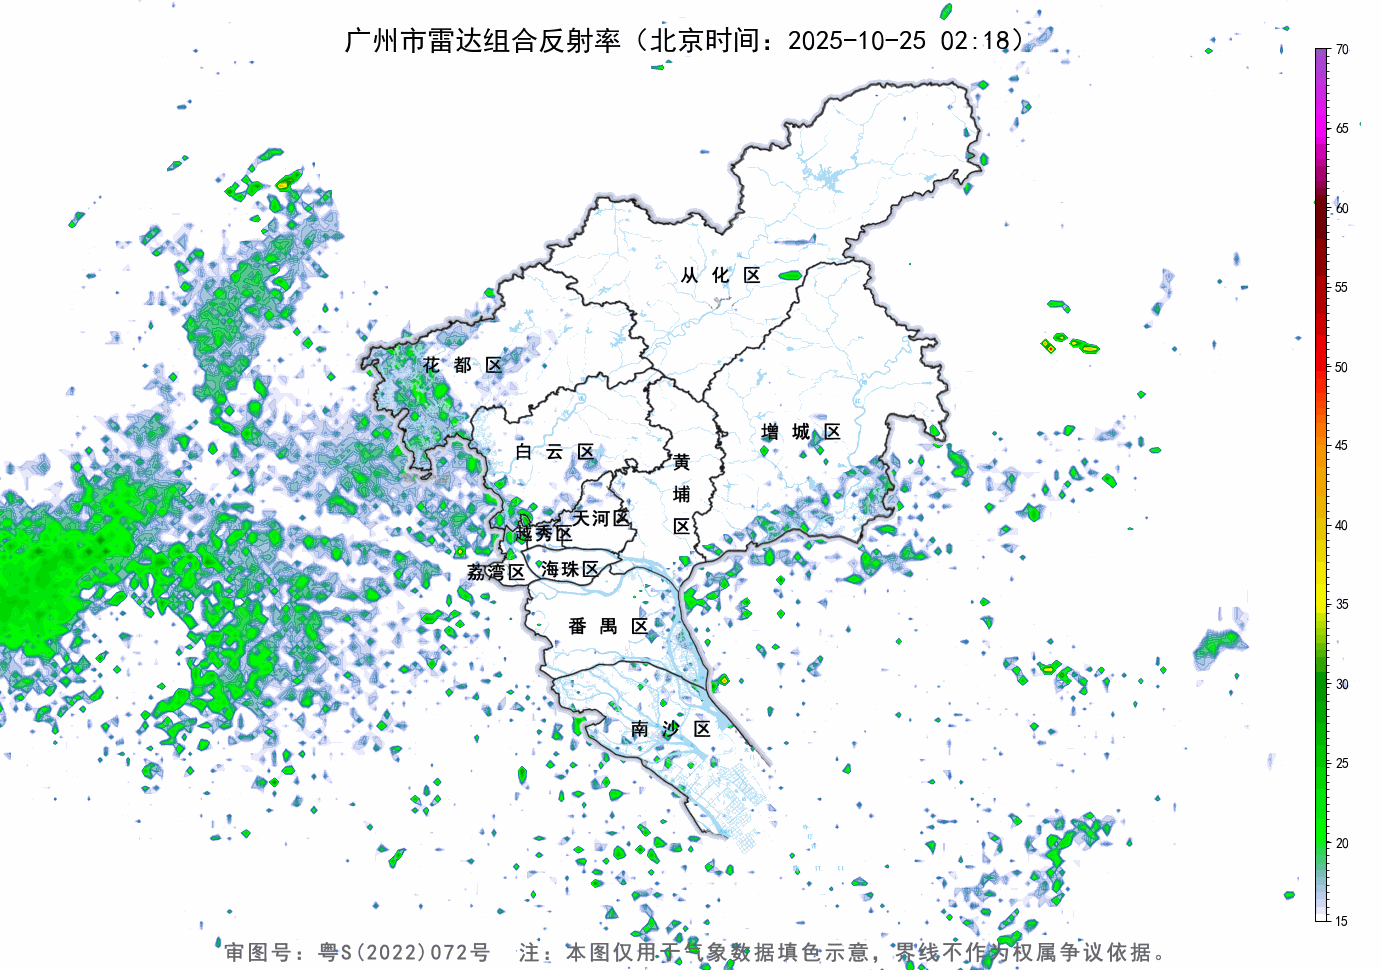 广州市雷达组合反射率（北京时间：2025-10-25 02:18）
70
65
60
55
50
45
40
35
30
25
20
15
从化区
花都区
增城区
白云区
黄埔区
天河区
越秀区
荔湾区
海珠区
番禺区
南沙区
审图号：粤S(2022)072号 注：本图仅用于气象数据填色示意，界线不作为权属争议依据。